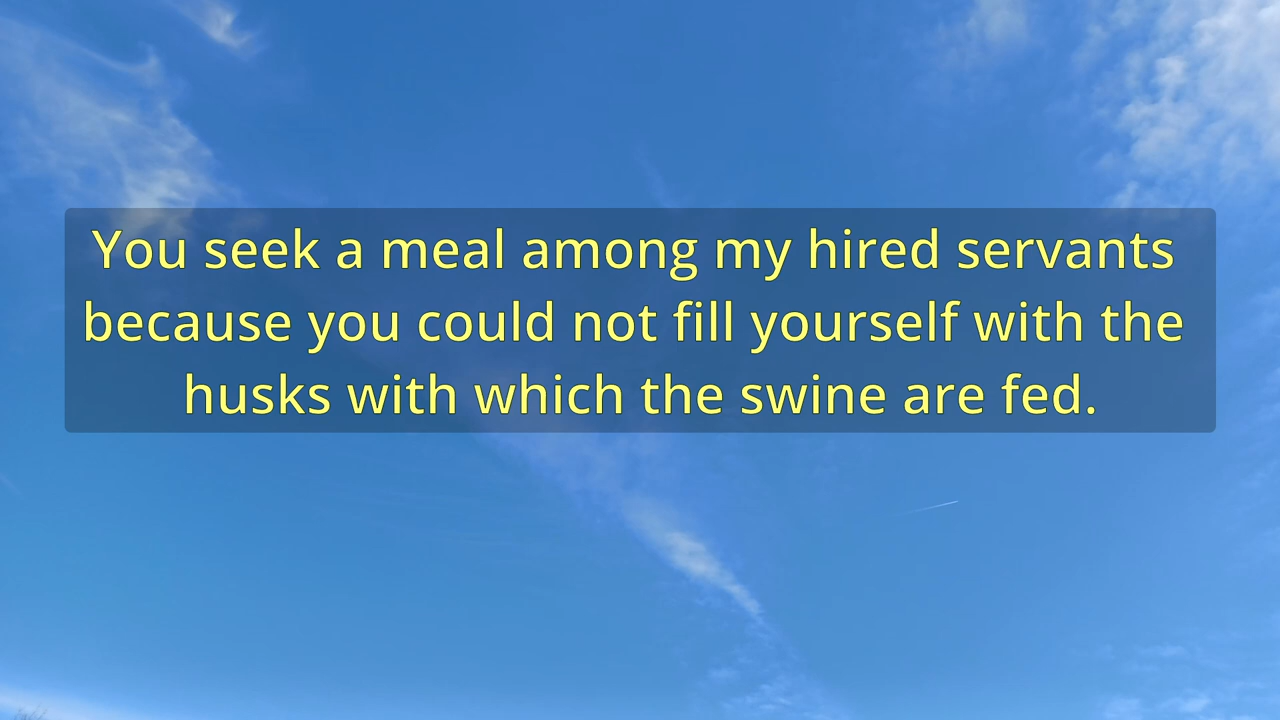 You seek a meal among my hired servants
because you could not fill yourself with the
husks with which the swine are fed.